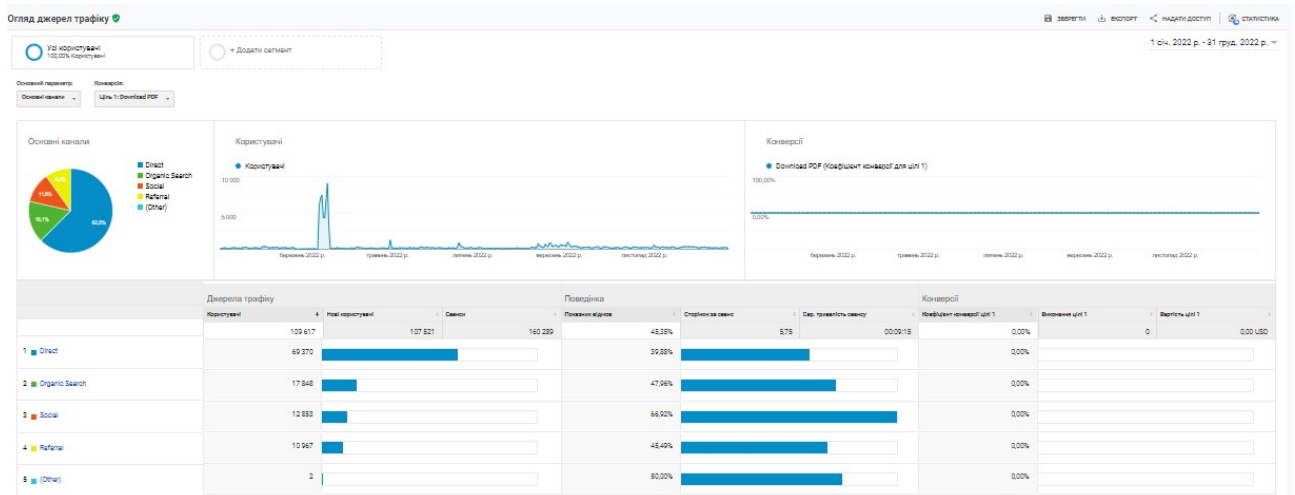 Огляд джерел трафіку
ЗБЕРЕГТИ ЕКСПОРТ НАДАТИ ДОСТУП СТАТИСТИКА
Усі користувачі
100,00% Користувачі
+ Додати сегмент
1 січ. 2022 р. - 31 груд. 2022 р.
Основний параметр: Конверсія:
Основні канали Ціль 1: Download PDF
Основні канали
Direct
Organic Search
Social
Referral
(Other)
63,3%
16,1%
11,6%
Користувачі
Користувачі
10 000
5 000
березень 2022 р. травень 2022 р. липень 2022 р. вересень 2022 р. листопад 2022 р.
Конверсії
Download PDF (Коефіцієнт конверсії для цілі 1)
100,00%
0,00%
березень 2022 р. травень 2022 р. липень 2022 р. вересень 2022 р. листопад 2022 р.
Джерела трафіку Поведінка Конверсії
Користувачі Нові користувачі Сеанси Показник відмов Сторінок за сеанс Сер. тривалість сеансу Коефіцієнт конверсії цілі 1 Виконання цілі 1 Вартість цілі 1
109 617 107 521 160 289 45,35% 5,75 00:09:15 0,00% 0 0,00 USD
1 Direct 69 370 39,88% 0,00%
2 Organic Search 17 848 47,96% 0,00%
3 Social 12 853 66,92% 0,00%
4 Referral 10 967 45,49% 0,00%
5 (Other) 2 50,00% 0,00%